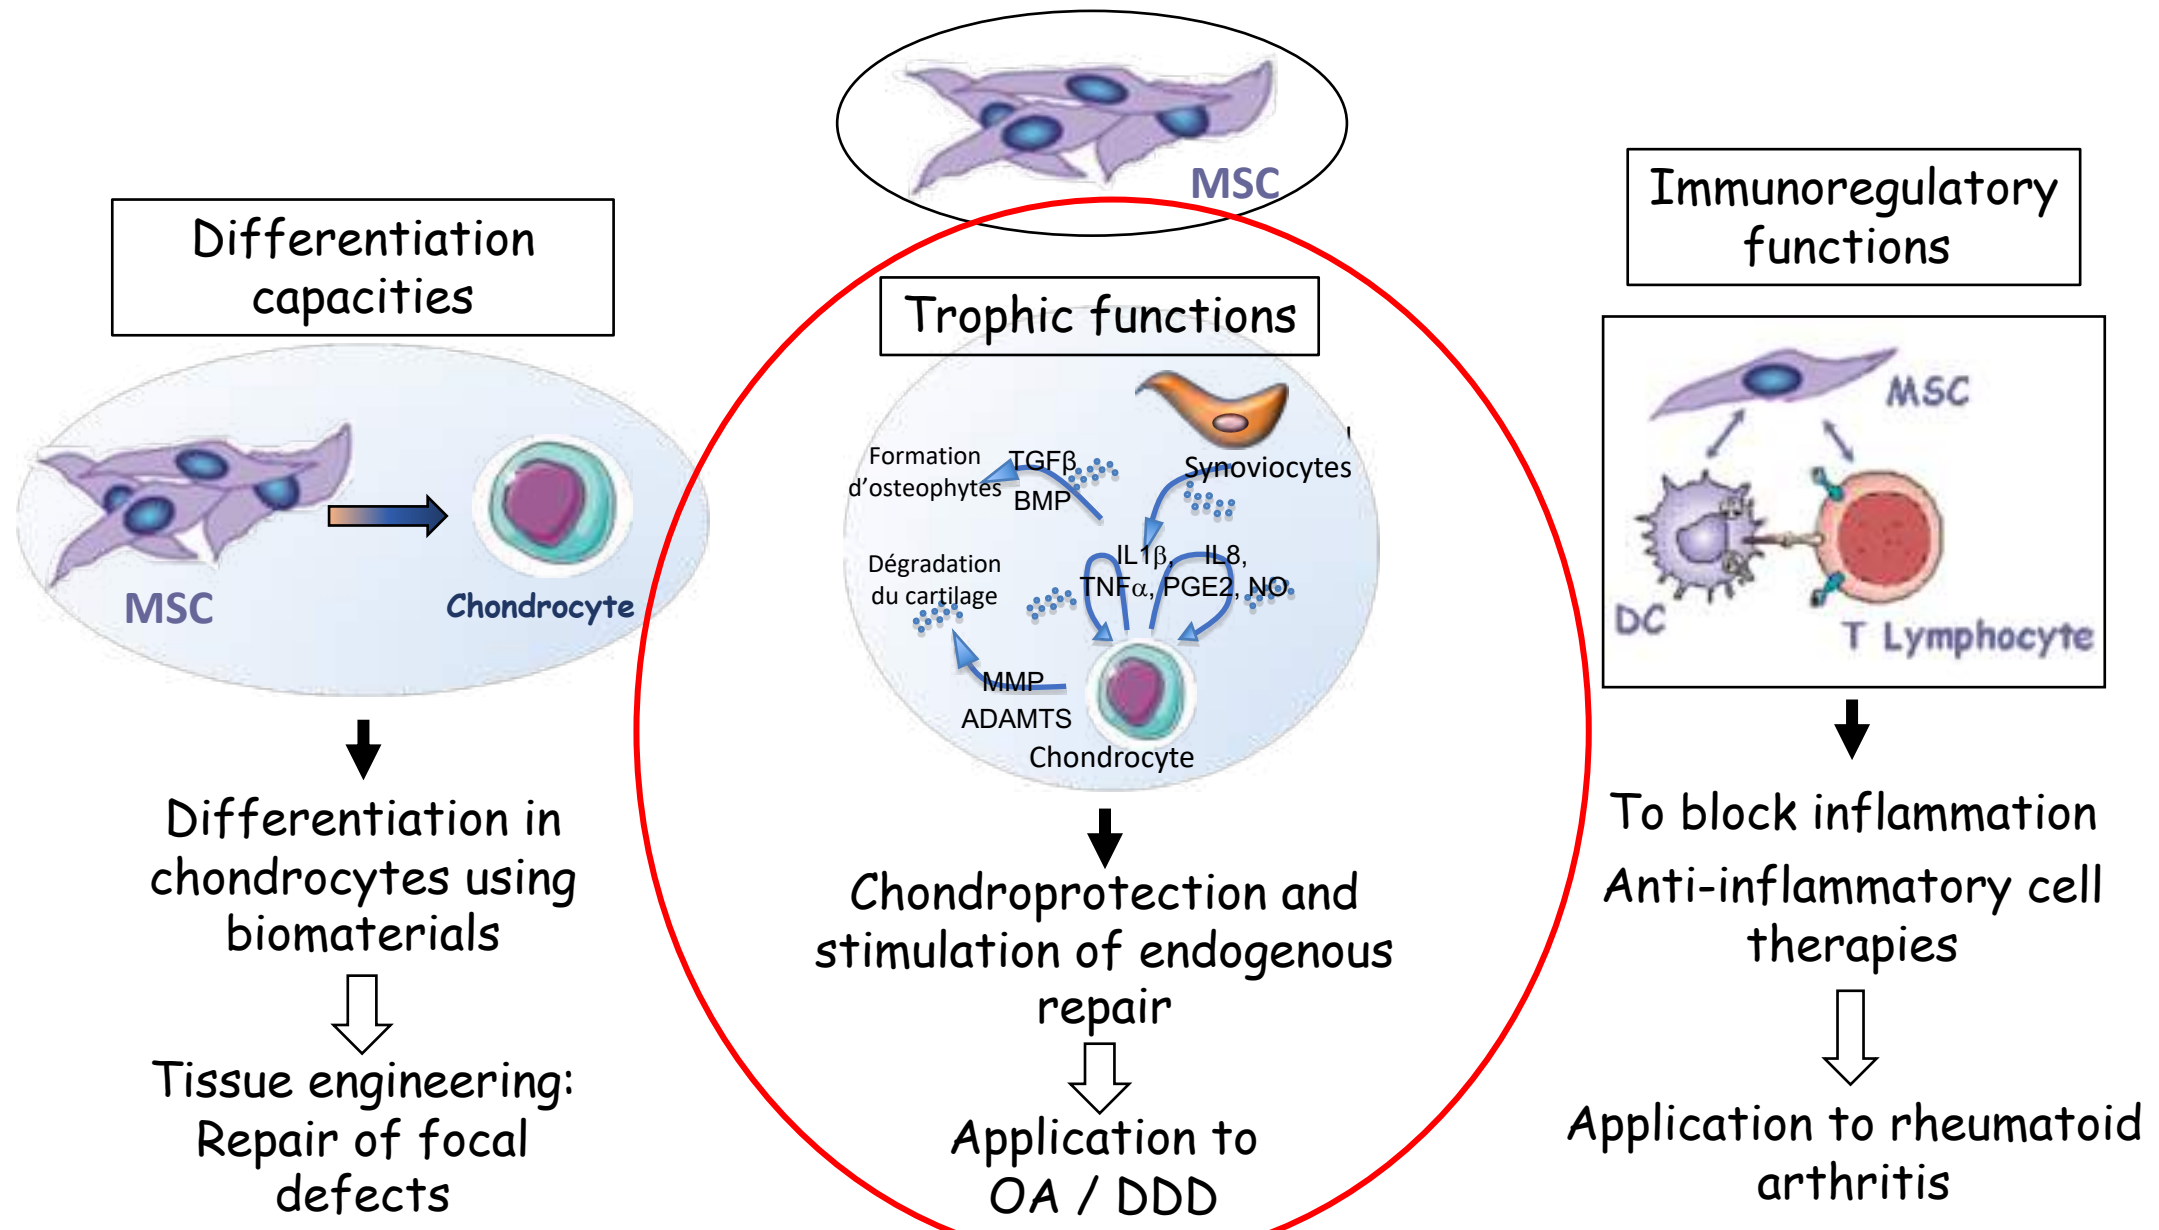 MSC
Differentiation
capacities
MSC
Chondrocyte
Differentiation in
chondrocytes using
biomaterials
Tissue engineering:
Repair of focal
defects
Trophic functions
Synoviocytes
Formation
d'osteophytes
TGFβ
BMP
IL1β, IL8,
TNFα, PGE2, NO
Dégradation
du cartilage
MMP
ADAMTS
Chondrocyte
Chondroprotection and
stimulation of endogenous
repair
Application to
OA / DDD
Immunoregulatory
functions
MSC
DC
T Lymphocyte
To block inflammation
Anti-inflammatory cell
therapies
Application to rheumatoid
arthritis